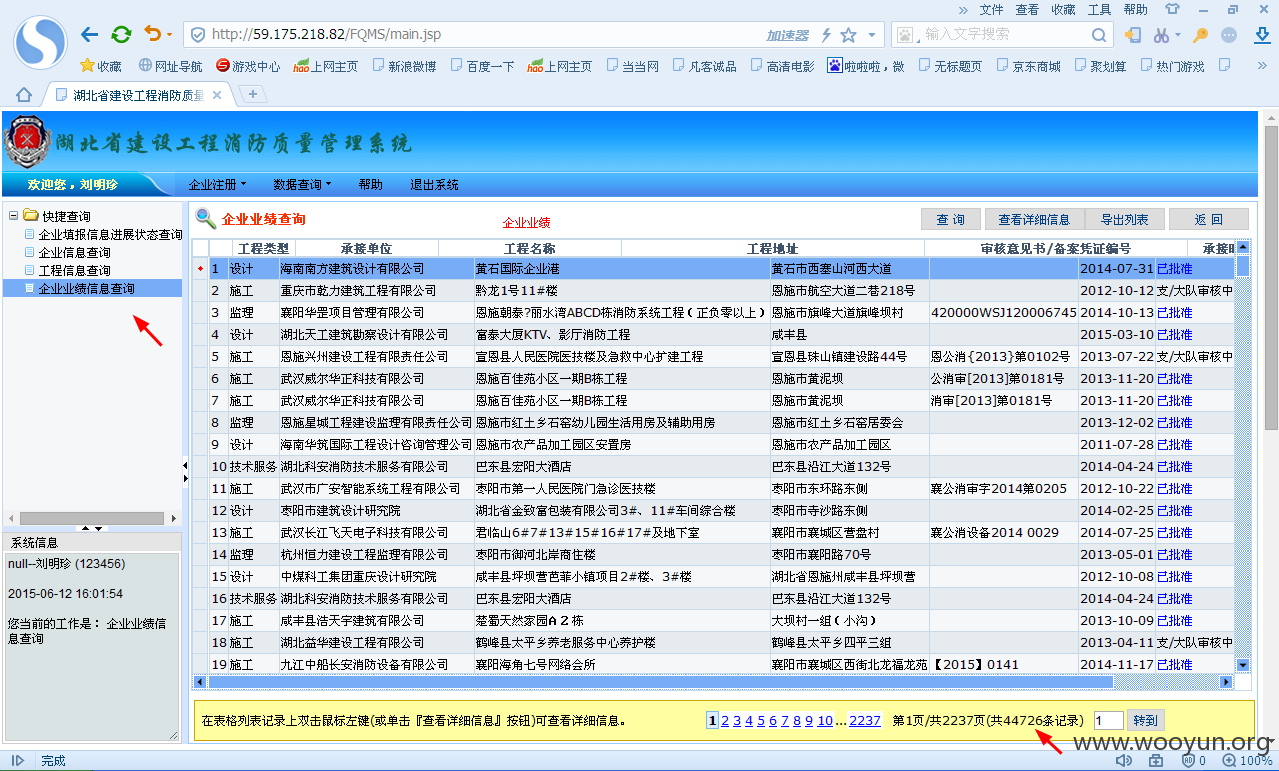 » 文件 查看 收藏 工具 帮助
http://59.175.218.82/FQMS/main.jsp 加速器 输入文字搜索
收藏 网址导航 游戏中心 上网主页 新浪微博 百度一下 上网主页 当当网 凡客诚品 高清电影 啦啦啦，微 无标题页 京东商城 聚划算 热门游戏 »
湖北省建设工程消防质量
湖北省建设工程消防质量管理系统
欢迎您，刘明珍 企业注册 数据查询 帮助 退出系统
快捷查询
企业填报信息进展状态查询
企业信息查询
工程信息查询
企业业绩信息查询
系统信息
null--刘明珍 (123456)
2015-06-12 16:01:54
您当前的工作是： 企业业绩信
息查询
企业业绩查询 企业业绩 查 询 查看详细信息 导出列表 返 回
工程类型 承接单位 工程名称 工程地址 审核意见书/备案凭证编号 承接时
1 设计 海南南方建筑设计有限公司 黄石国际企业港 黄石市西塞山河西大道 2014-07-31 已批准
2 施工 重庆市乾力建筑工程有限公司 黔龙1号11#楼 恩施市航空大道二巷218号 2012-10-12 支/大队审核中
3 监理 襄阳华罡项目管理有限公司 恩施朝泰?丽水湾ABCD栋消防系统工程（正负零以上） 恩施市旗峰大道旗峰坝村 420000WSJ120006745 2014-10-13 已批准
4 设计 湖北天工建筑勘察设计有限公司 富泰大厦KTV、影厅消防工程 咸丰县 2015-03-10 已批准
5 施工 恩施兴州建设工程有限责任公司 宣恩县人民医院医技楼及急救中心扩建工程 宣恩县珠山镇建设路44号 恩公消{2013}第0102号 2013-07-22 支/大队审核中
6 施工 武汉威尔华正科技有限公司 恩施百佳苑小区一期B栋工程 恩施市黄泥坝 公消审[2013]第0181号 2013-11-20 已批准
7 施工 武汉威尔华正科技有限公司 恩施百佳苑小区一期B栋工程 恩施市黄泥坝 消审[2013]第0181号 2013-11-20 已批准
8 监理 恩施星城工程建设监理有限责任公司 恩施市红土乡石窑幼儿园生活用房及辅助用房 恩施市红土乡石窑居委会 2013-12-02 已批准
9 设计 海南华筑国际工程设计咨询管理公司 恩施市农产品加工园区安置房 恩施市农产品加工园区 2011-07-28 已批准
10 技术服务 湖北科安消防技术服务有限公司 巴东县宏阳大酒店 巴东县沿江大道132号 2014-04-24 已批准
11 施工 武汉市广安智能系统工程有限公司 枣阳市第一人民医院门急诊医技楼 枣阳市东环路东侧 襄公消审字2014第0205 2012-10-22 已批准
12 设计 枣阳市建筑设计研究院 湖北省金致富包装有限公司3#、11#车间综合楼 枣阳市寺沙路东侧 2014-02-25 已批准
13 施工 武汉长江飞天电子科技有限公司 君临山6#7#13#15#16#17#及地下室 襄阳市襄城区营盘村 襄公消设备2014 0029 2014-07-25 已批准
14 监理 杭州恒力建设工程监理有限公司 枣阳市御河北岸商住楼 枣阳市襄阳路70号 2013-05-01 已批准
15 设计 中煤科工集团重庆设计研究院 咸丰县坪坝营芭菲小镇项目2#楼、3#楼 湖北省恩施州咸丰县坪坝营 2012-10-08 已批准
16 技术服务 湖北科安消防技术服务有限公司 巴东县宏阳大酒店 巴东县沿江大道132号 2014-04-24 已批准
17 施工 咸丰县浩天宇建筑有限公司 楚蜀天然家园A２栋 大坝村一组（小沟） 2013-10-09 已批准
18 施工 湖北益华建设工程有限公司 鹤峰县太平乡养老服务中心养护楼 鹤峰县太平乡四平三组 2013-04-11 支/大队审核中
19 施工 九江中船长安消防设备有限公司 襄阳海角七号网络会所 襄阳市襄城区西街北龙福龙苑 【2015】0141 2014-11-17 已批准
在表格列表记录上双击鼠标左键(或单击『查看详细信息』按钮)可查看详细信息。 1 2 3 4 5 6 7 8 9 10 ... 2237 第1页/共2237页(共44726条记录) 1 转到
www.wooyun.org
完成 0 100%